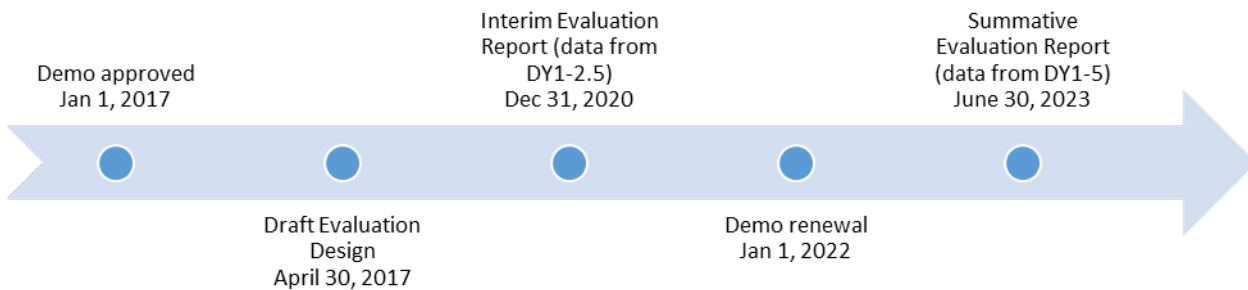 Demo approved
Jan 1, 2017
Draft Evaluation
Design
April 30, 2017
Interim Evaluation
Report (data from
DY1-2.5)
Dec 31, 2020
Demo renewal
Jan 1, 2022
Summative
Evaluation Report
(data from DY1-5)
June 30, 2023